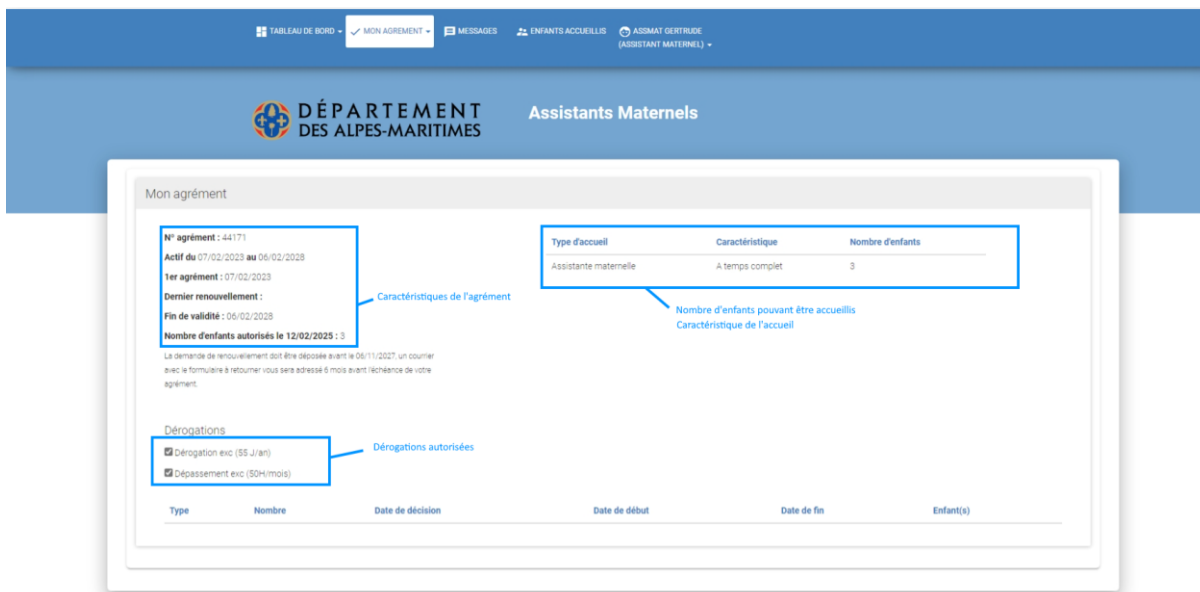 TABLEAU DE BORD
MON AGREMENT
MESSAGES
ENFANTS ACCUEILLIS
ASSMAT GERTRUDE
(ASSISTANT MATERNEL)
DÉPARTEMENT
DES ALPES-MARITIMES
Assistants Maternels
Mon agrément
N° agrément : 44171
Actif du 07/02/2023 au 06/02/2028
1er agrément : 07/02/2023
Dernier renouvellement :
Fin de validité : 06/02/2028
Nombre d'enfants autorisés le 12/02/2025 : 3
Caractéristiques de l'agrément
Type d'accueil Caractéristique Nombre d'enfants
Assistante maternelle A temps complet 3
Nombre d'enfants pouvant être accueillis
Caractéristique de l'accueil
La demande de renouvellement doit être déposée avant le 06/11/2027, un courrier
avec le formulaire à retourner vous sera adressé 6 mois avant l'échéance de votre
agrément.
Dérogations
Dérogation exc (55 J/an)
Dépassement exc (50H/mois)
Dérogations autorisées
Type Nombre Date de décision Date de début Date de fin Enfant(s)